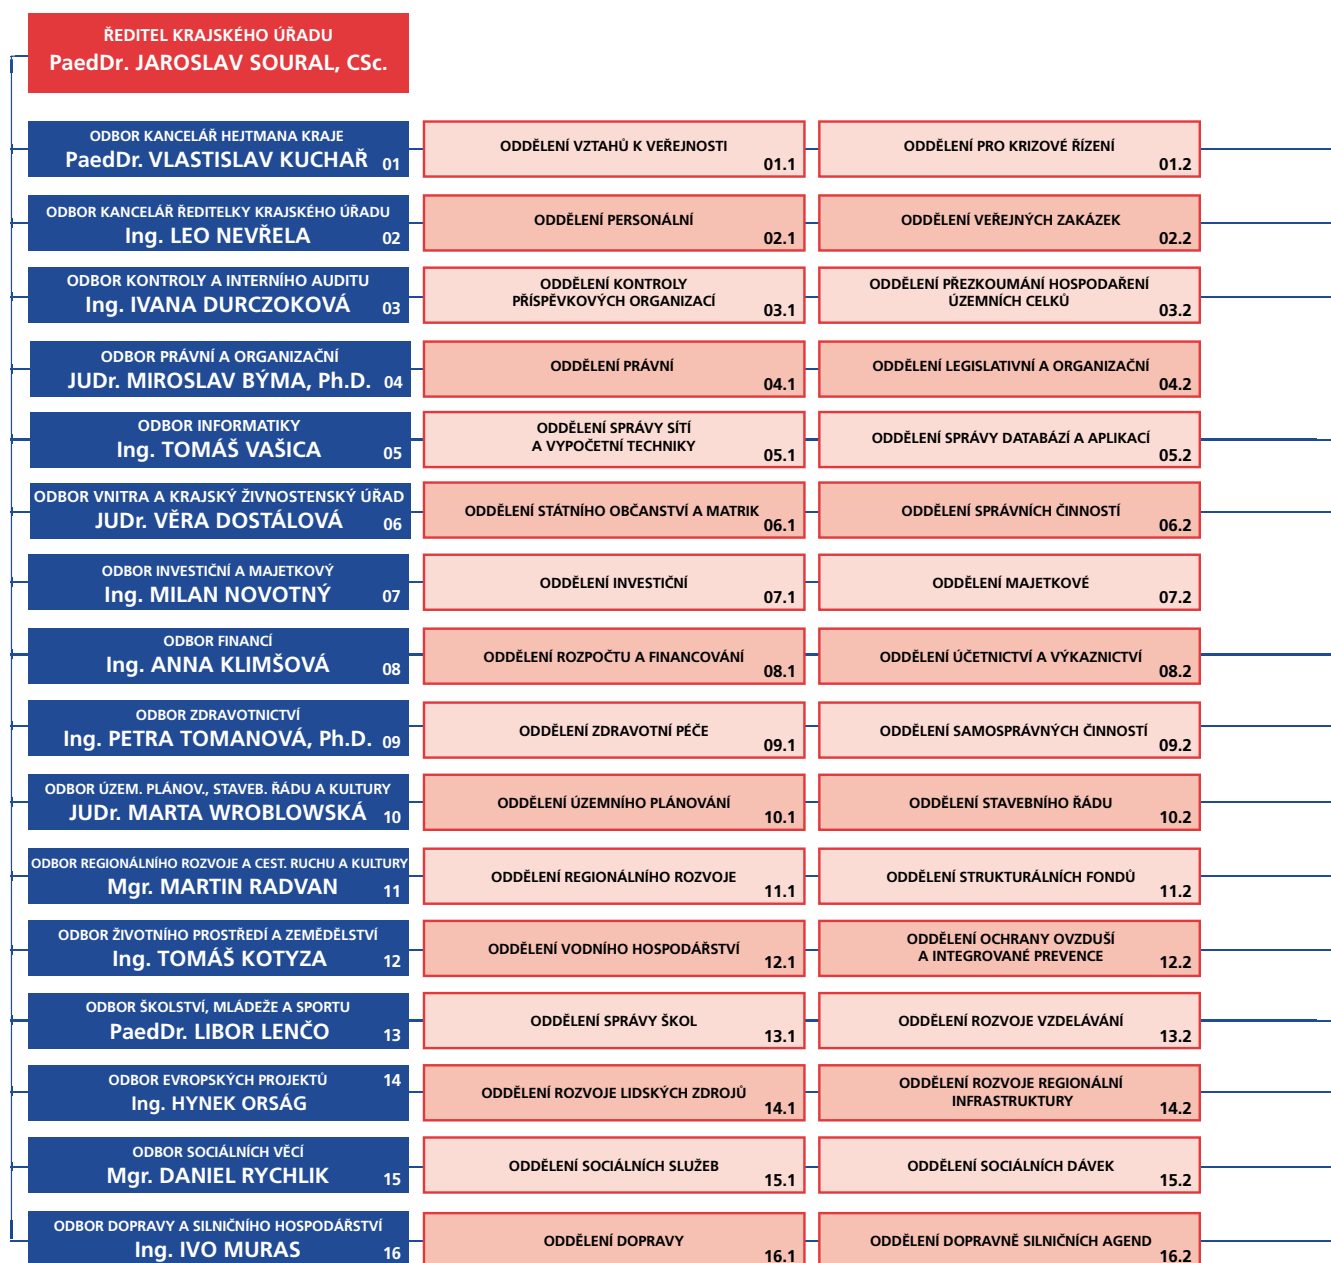 ŘEDITEL KRAJSKÉHO ÚŘADU
PaedDr. JAROSLAV SOURAL, CSc.
ODBOR KANCELÁŘ HEJTMANA KRAJE
PaedDr. VLASTISLAV KUCHAŘ 01
ODDĚLENÍ VZTAHŮ K VEŘEJNOSTI
01.1
ODDĚLENÍ PRO KRIZOVÉ ŘÍZENÍ
01.2
ODBOR KANCELÁŘ ŘEDITELKY KRAJSKÉHO ÚŘADU
Ing. LEO NEVŘELA 02
ODDĚLENÍ PERSONÁLNÍ
02.1
ODDĚLENÍ VEŘEJNÝCH ZAKÁZEK
02.2
ODBOR KONTROLY A INTERNÍHO AUDITU
Ing. IVANA DURCZOKOVÁ 03
ODDĚLENÍ KONTROLY
PŘÍSPĚVKOVÝCH ORGANIZACÍ
03.1
ODDĚLENÍ PŘEZKOUMÁNÍ HOSPODAŘENÍ
ÚZEMNÍCH CELKŮ
03.2
ODBOR PRÁVNÍ A ORGANIZAČNÍ
JUDr. MIROSLAV BÝMA, Ph.D. 04
ODDĚLENÍ PRÁVNÍ
04.1
ODDĚLENÍ LEGISLATIVNÍ A ORGANIZAČNÍ
04.2
ODBOR INFORMATIKY
Ing. TOMÁŠ VAŠICA 05
ODDĚLENÍ SPRÁVY SÍTÍ
A VYPOČETNÍ TECHNIKY
05.1
ODDĚLENÍ SPRÁVY DATABÁZÍ A APLIKACÍ
05.2
ODBOR VNITRA A KRAJSKÝ ŽIVNOSTENSKÝ ÚŘAD
JUDr. VĚRA DOSTÁLOVÁ 06
ODDĚLENÍ STÁTNÍHO OBČANSTVÍ A MATRIK
06.1
ODDĚLENÍ SPRÁVNÍCH ČINNOSTÍ
06.2
ODBOR INVESTIČNÍ A MAJETKOVÝ
Ing. MILAN NOVOTNÝ 07
ODDĚLENÍ INVESTIČNÍ
07.1
ODDĚLENÍ MAJETKOVÉ
07.2
ODBOR FINANCÍ
Ing. ANNA KLIMŠOVÁ 08
ODDĚLENÍ ROZPOČTU A FINANCOVÁNÍ
08.1
ODDĚLENÍ ÚČETNICTVÍ A VÝKAZNICTVÍ
08.2
ODBOR ZDRAVOTNICTVÍ
Ing. PETRA TOMANOVÁ, Ph.D. 09
ODDĚLENÍ ZDRAVOTNÍ PÉČE
09.1
ODDĚLENÍ SAMOSPRÁVNÝCH ČINNOSTÍ
09.2
ODBOR ÚZEM. PLÁNOV., STAVEB. ŘÁDU A KULTURY
JUDr. MARTA WROBLOWSKÁ 10
ODDĚLENÍ ÚZEMNÍHO PLÁNOVÁNÍ
10.1
ODDĚLENÍ STAVEBNÍHO ŘÁDU
10.2
ODBOR REGIONÁLNÍHO ROZVOJE A CEST. RUCHU A KULTURY
Mgr. MARTIN RADVAN 11
ODDĚLENÍ REGIONÁLNÍHO ROZVOJE
11.1
ODDĚLENÍ STRUKTURÁLNÍCH FONDŮ
11.2
ODBOR ŽIVOTNÍHO PROSTŘEDÍ A ZEMĚDĚLSTVÍ
Ing. TOMÁŠ KOTYZA 12
ODDĚLENÍ VODNÍHO HOSPODÁŘSTVÍ
12.1
ODDĚLENÍ OCHRANY OVZDUŠÍ
A INTEGROVANÉ PREVENCE
12.2
ODBOR ŠKOLSTVÍ, MLÁDEŽE A SPORTU
PaedDr. LIBOR LENČO 13
ODDĚLENÍ SPRÁVY ŠKOL
13.1
ODDĚLENÍ ROZVOJE VZDELÁVÁNÍ
13.2
ODBOR EVROPSKÝCH PROJEKTŮ 14
Ing. HYNEK ORSÁG
ODDĚLENÍ ROZVOJE LIDSKÝCH ZDROJŮ
14.1
ODDĚLENÍ ROZVOJE REGIONÁLNÍ
INFRASTRUKTURY
14.2
ODBOR SOCIÁLNÍCH VĚCÍ
Mgr. DANIEL RYCHLIK 15
ODDĚLENÍ SOCIÁLNÍCH SLUŽEB
15.1
ODDĚLENÍ SOCIÁLNÍCH DÁVEK
15.2
ODBOR DOPRAVY A SILNIČNÍHO HOSPODÁŘSTVÍ
Ing. IVO MURAS 16
ODDĚLENÍ DOPRAVY
16.1
ODDĚLENÍ DOPRAVNĚ SILNIČNÍCH AGEND
16.2